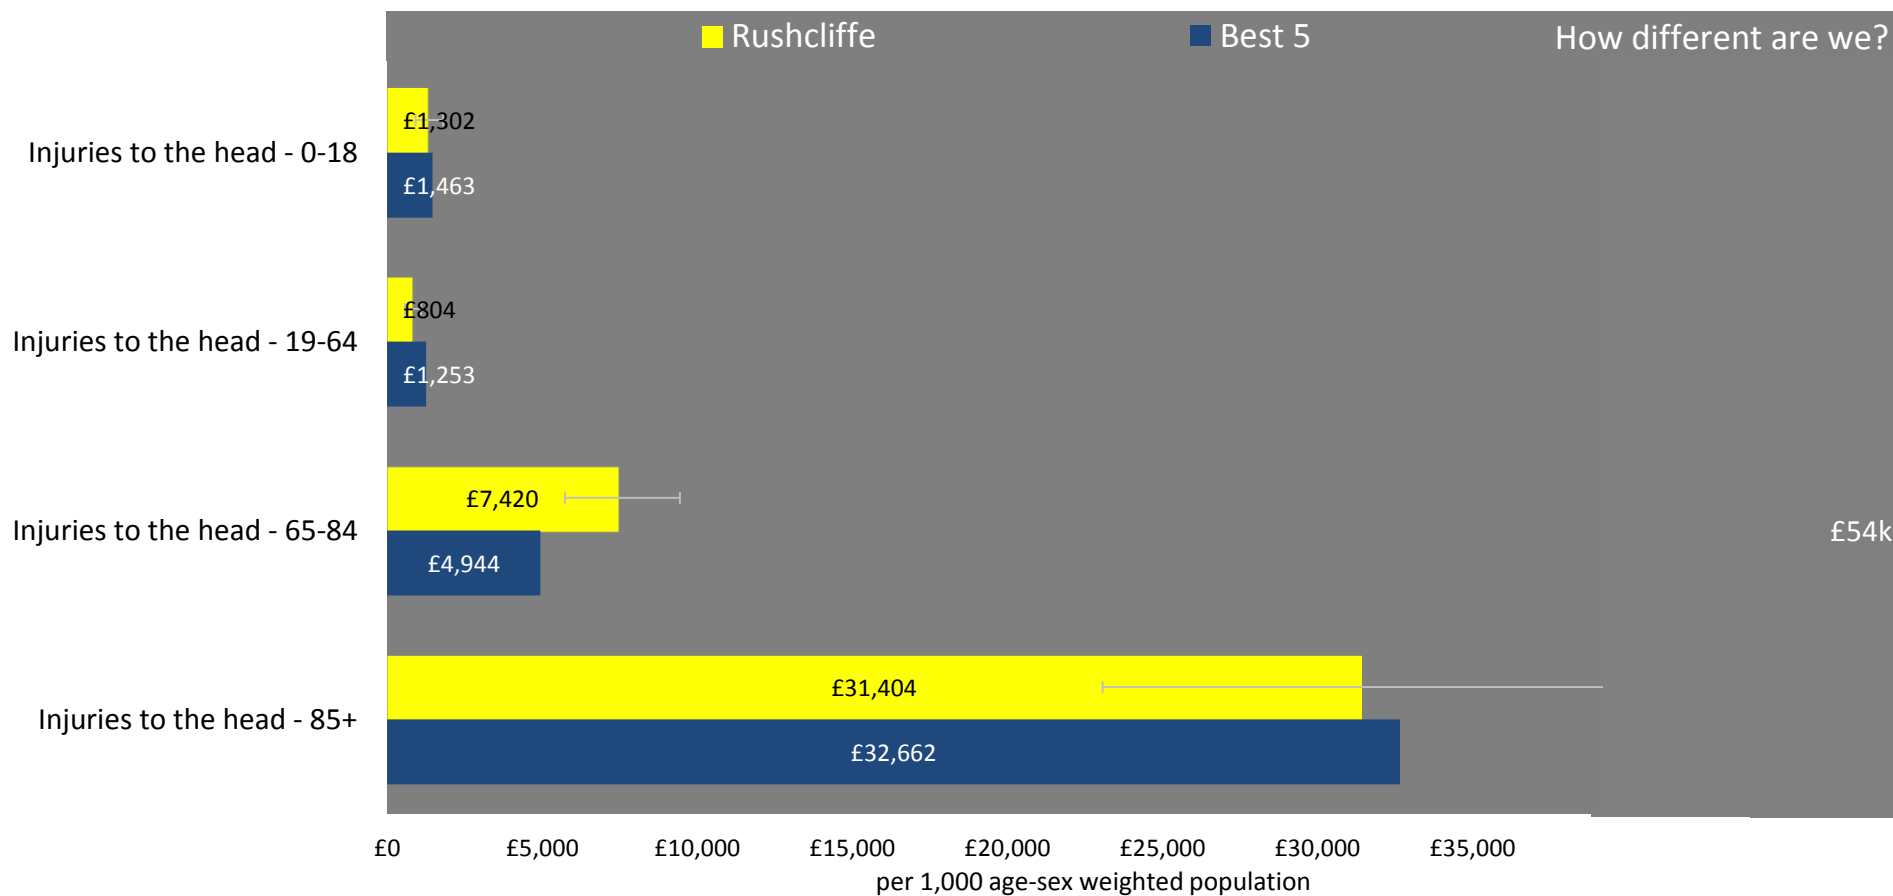 Rushcliffe Best 5 How different are we?
Injuries to the head - 0-18
£1,302
£1,463
Injuries to the head - 19-64
£804
£1,253
Injuries to the head - 65-84
£7,420
£4,944
£54k
Injuries to the head - 85+
£31,404
£32,662
£0 £5,000 £10,000 £15,000 £20,000 £25,000 £30,000 £35,000
per 1,000 age-sex weighted population